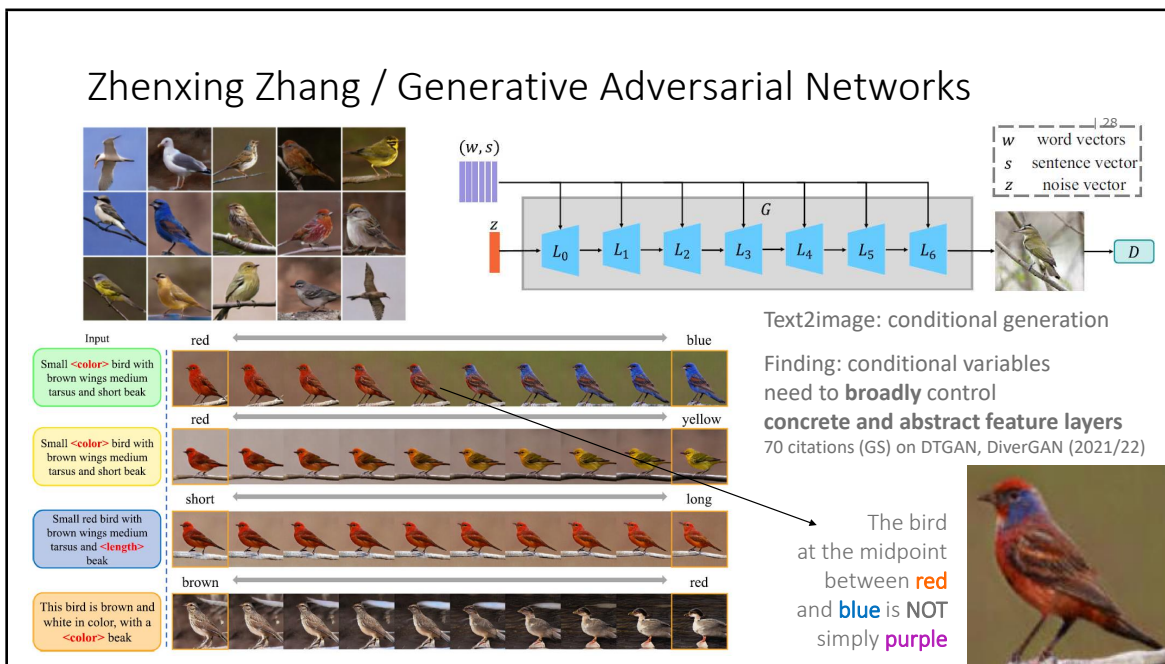 Zhenxing Zhang / Generative Adversarial Networks
| 28
w word vectors
s sentence vector
z noise vector
(w, s)
G
z
L0 L1 L2 L3 L4 L5 L6
D
Text2image: conditional generation
Finding: conditional variables
need to broadly control
concrete and abstract feature layers
70 citations (GS) on DTGAN, DiverGAN (2021/22)
Input
red blue
Small <color> bird with
brown wings medium
tarsus and short beak
red yellow
Small <color> bird with
brown wings medium
tarsus and short beak
short long
Small red bird with
brown wings medium
tarsus and <length>
beak
brown red
This bird is brown and
white in color, with a
<color> beak
The bird
at the midpoint
between red
and blue is NOT
simply purple